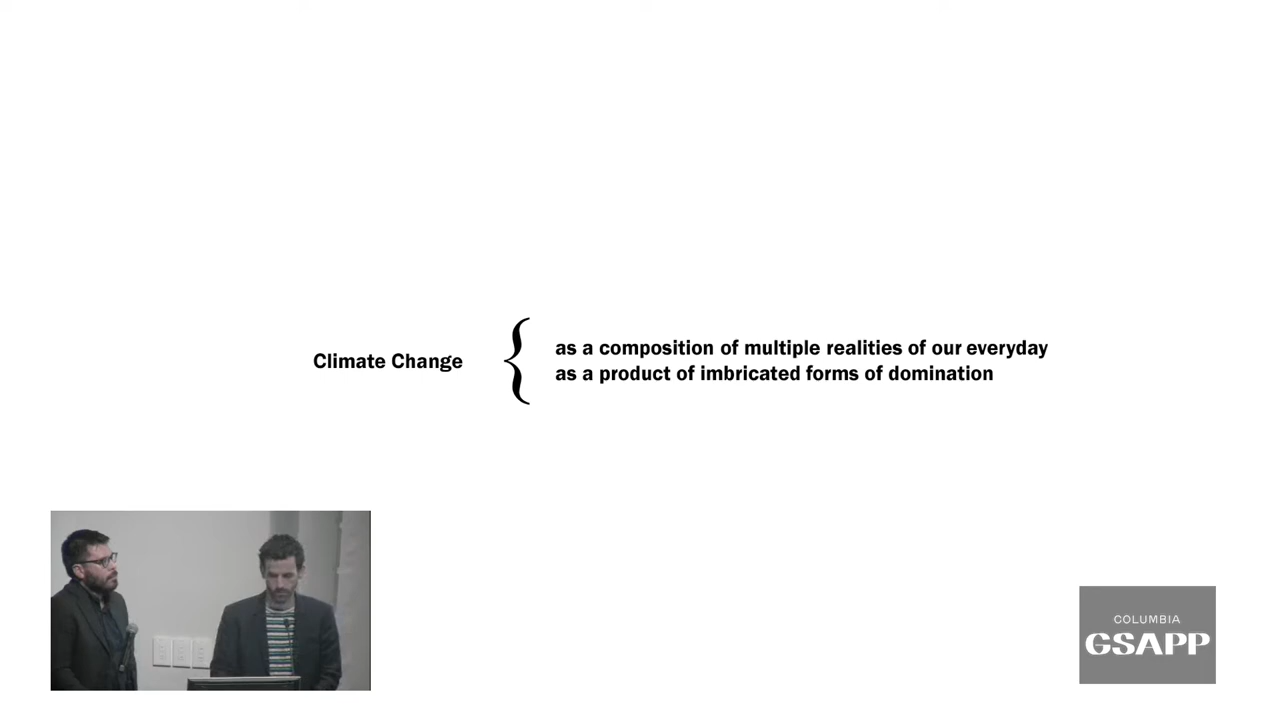 Climate Change
{
as a composition of multiple realities of our everyday
as a product of imbricated forms of domination
COLUMBIA
GSAPP